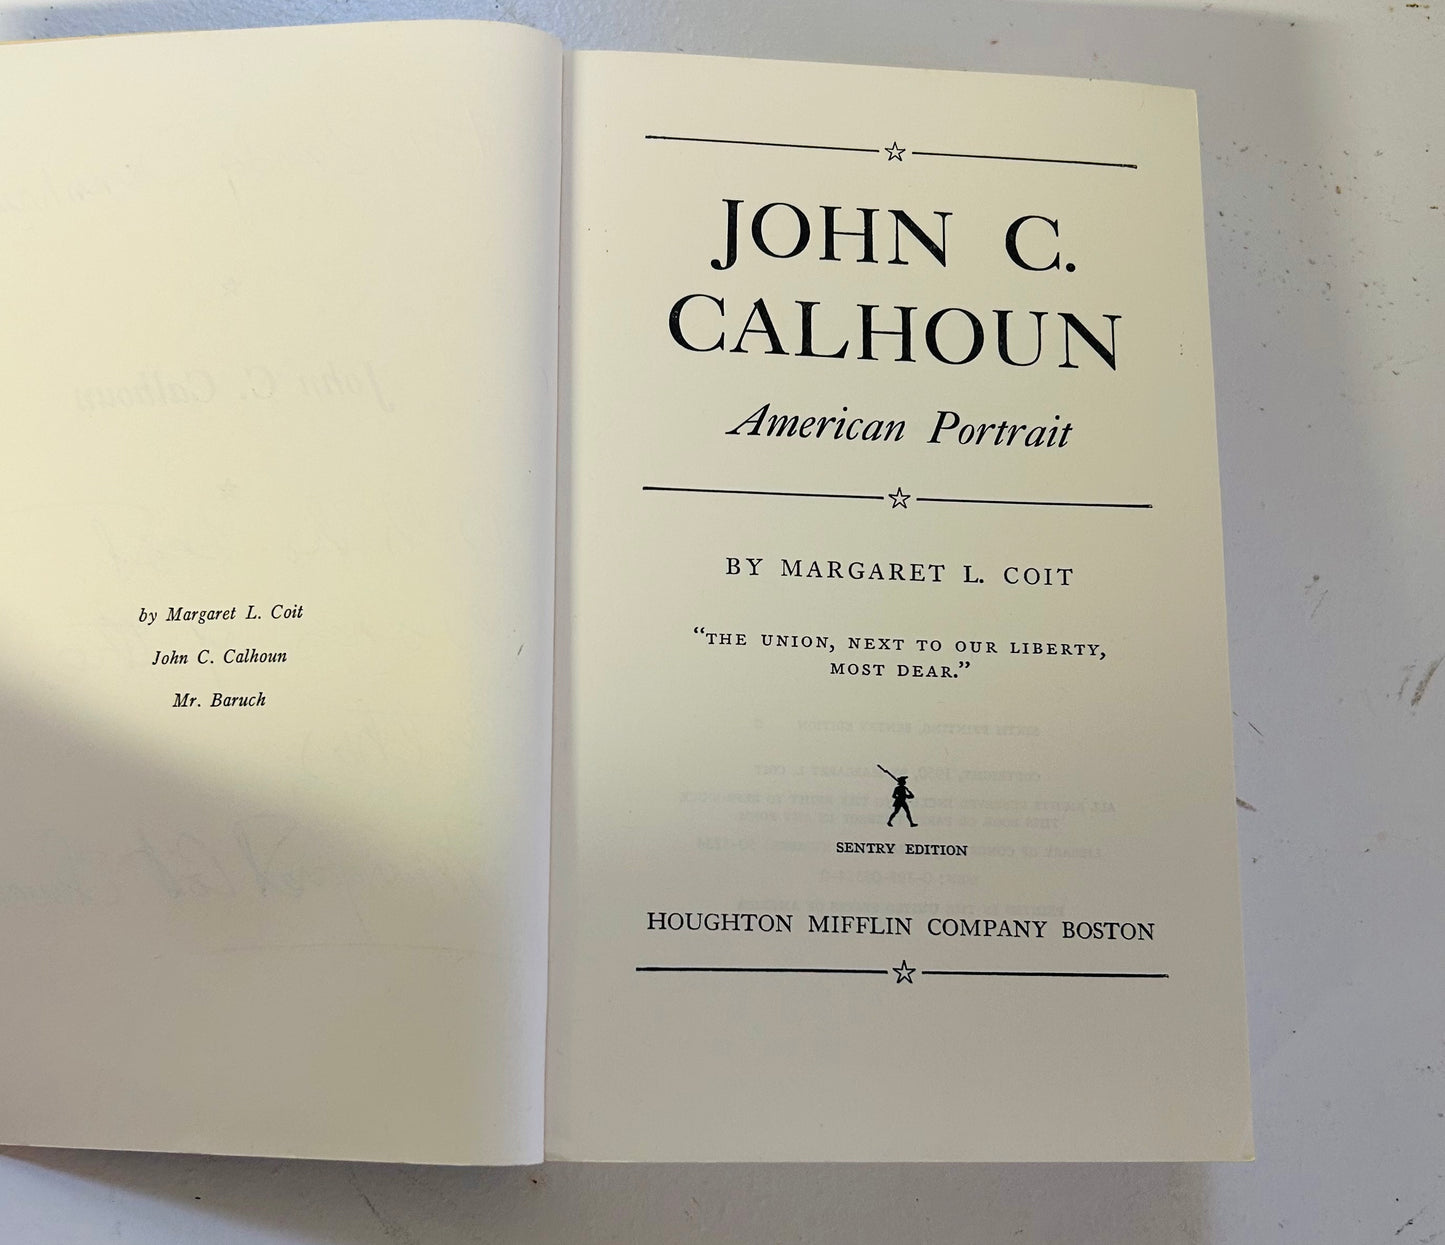 by Margaret L. Coit
John C. Calhoun
Mr. Baruch
JOHN C.
CALHOUN
American Portrait
BY MARGARET L. COIT
“THE UNION, NEXT TO OUR LIBERTY,
MOST DEAR.”
SENTRY EDITION
HOUGHTON MIFFLIN COMPANY BOSTON